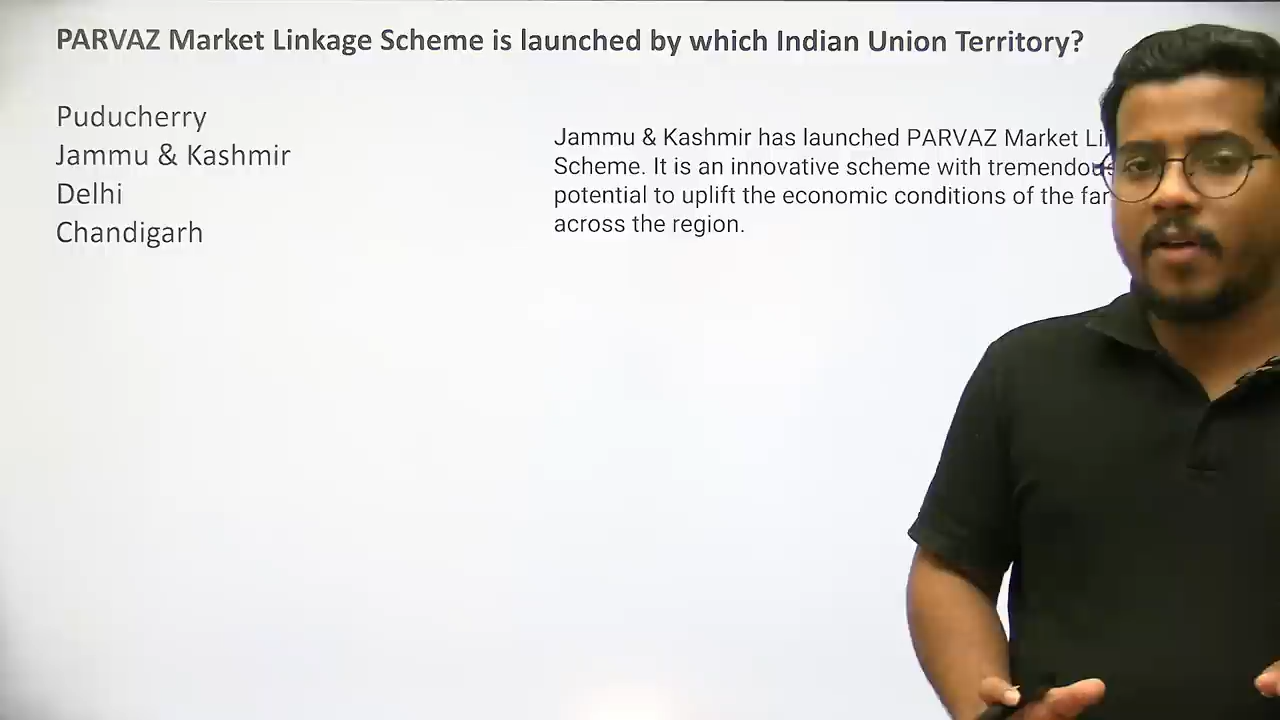 PARVAZ Market Linkage Scheme is launched by which Indian Union Territory?
Puducherry
Jammu & Kashmir
Delhi
Chandigarh
Jammu & Kashmir has launched PARVAZ Market
Scheme. It is an innovative scheme with tremendous
potential to uplift the economic conditions of the
across the region.